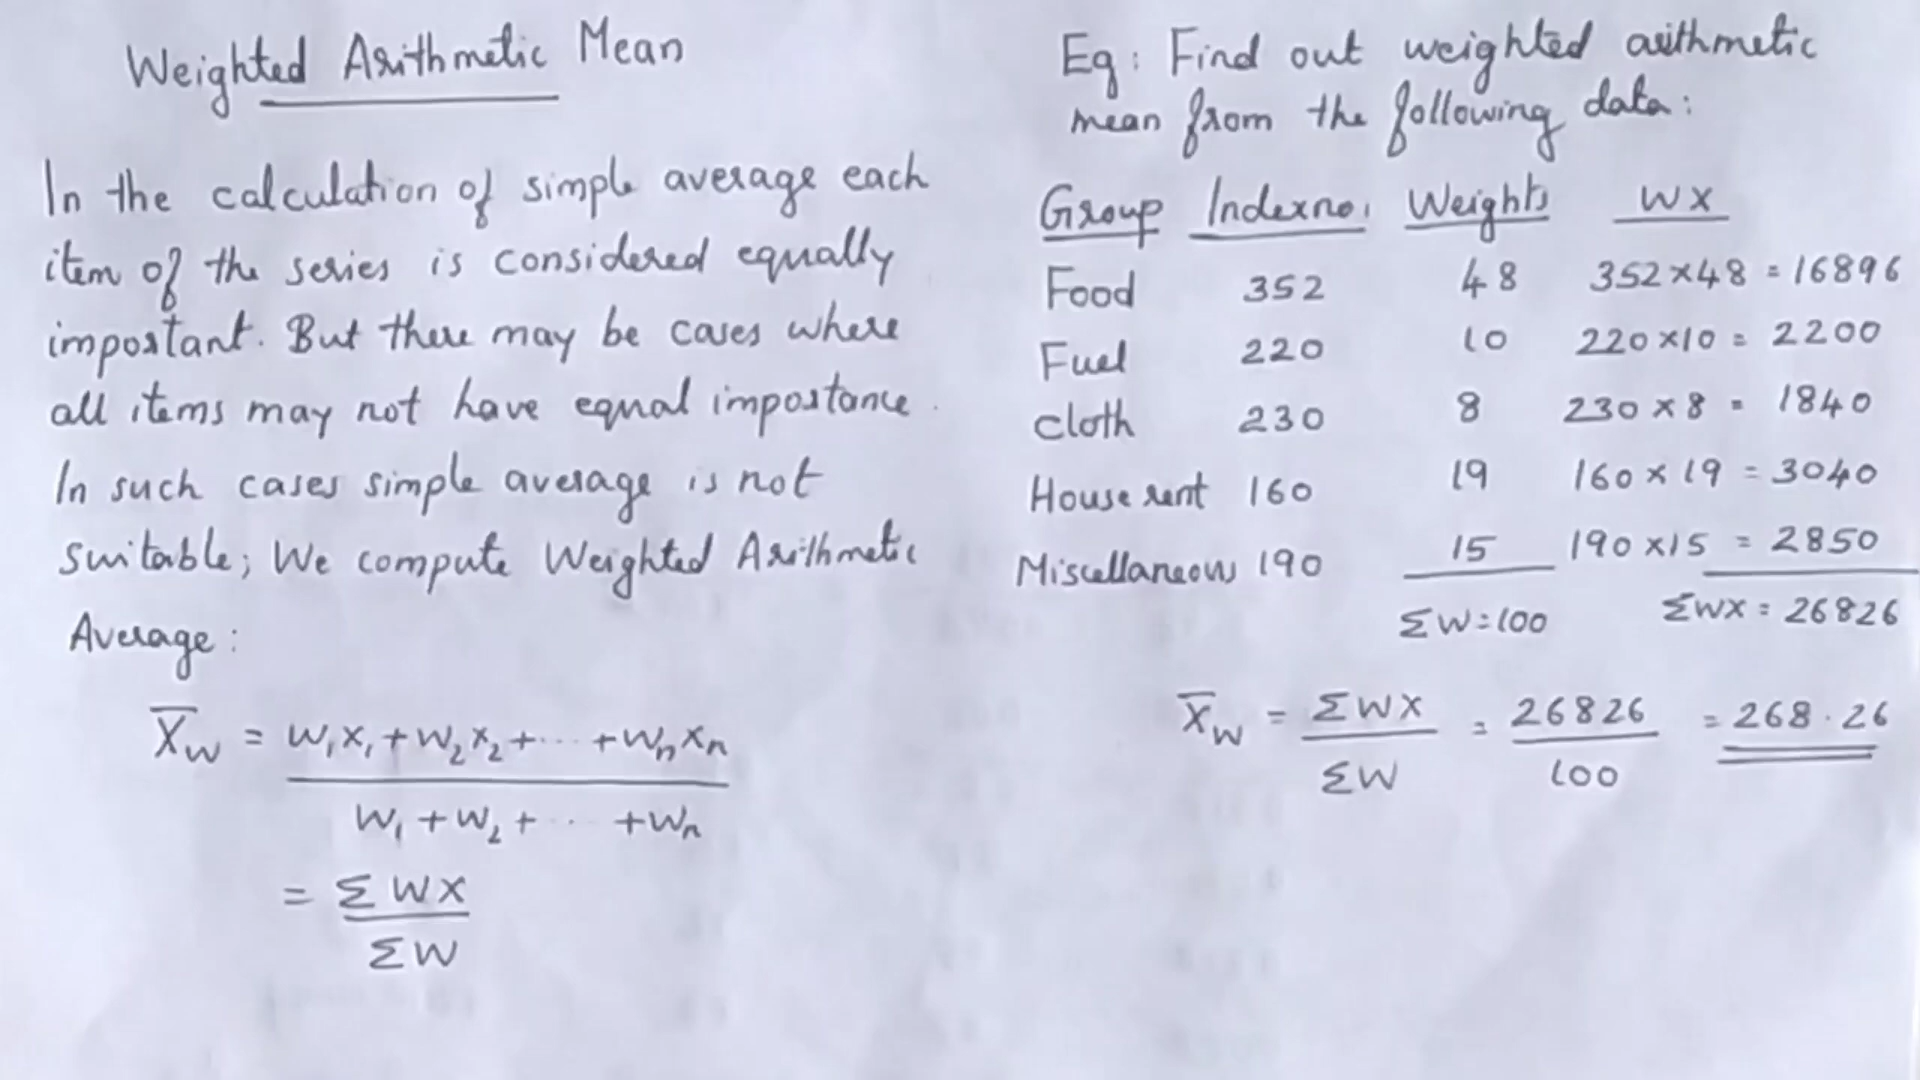 Weighted Arithmetic Mean
In the calculation of simple average each
item of the series is considered equally
important. But there may be cases where
all items may not have equal importance.
In such cases simple average is not
suitable; We compute Weighted Arithmetic
Average:
X̄w = W₁X₁+W₂X₂+...+WₙXₙ
W₁+W₂+...+Wₙ
= ΣWX
ΣW
Eg: Find out weighted arithmetic
mean from the following data:
Group Indexno. Weights WX
Food 352 48 352×48 = 16896
Fuel 220 10 220×10 = 2200
cloth 230 8 230×8 = 1840
House rent 160 19 160×19 = 3040
Miscellaneous 190 15 190×15 = 2850
ΣW=100 ΣWX = 26826
X̄w = ΣWX = 26826 = 268.26
ΣW 100